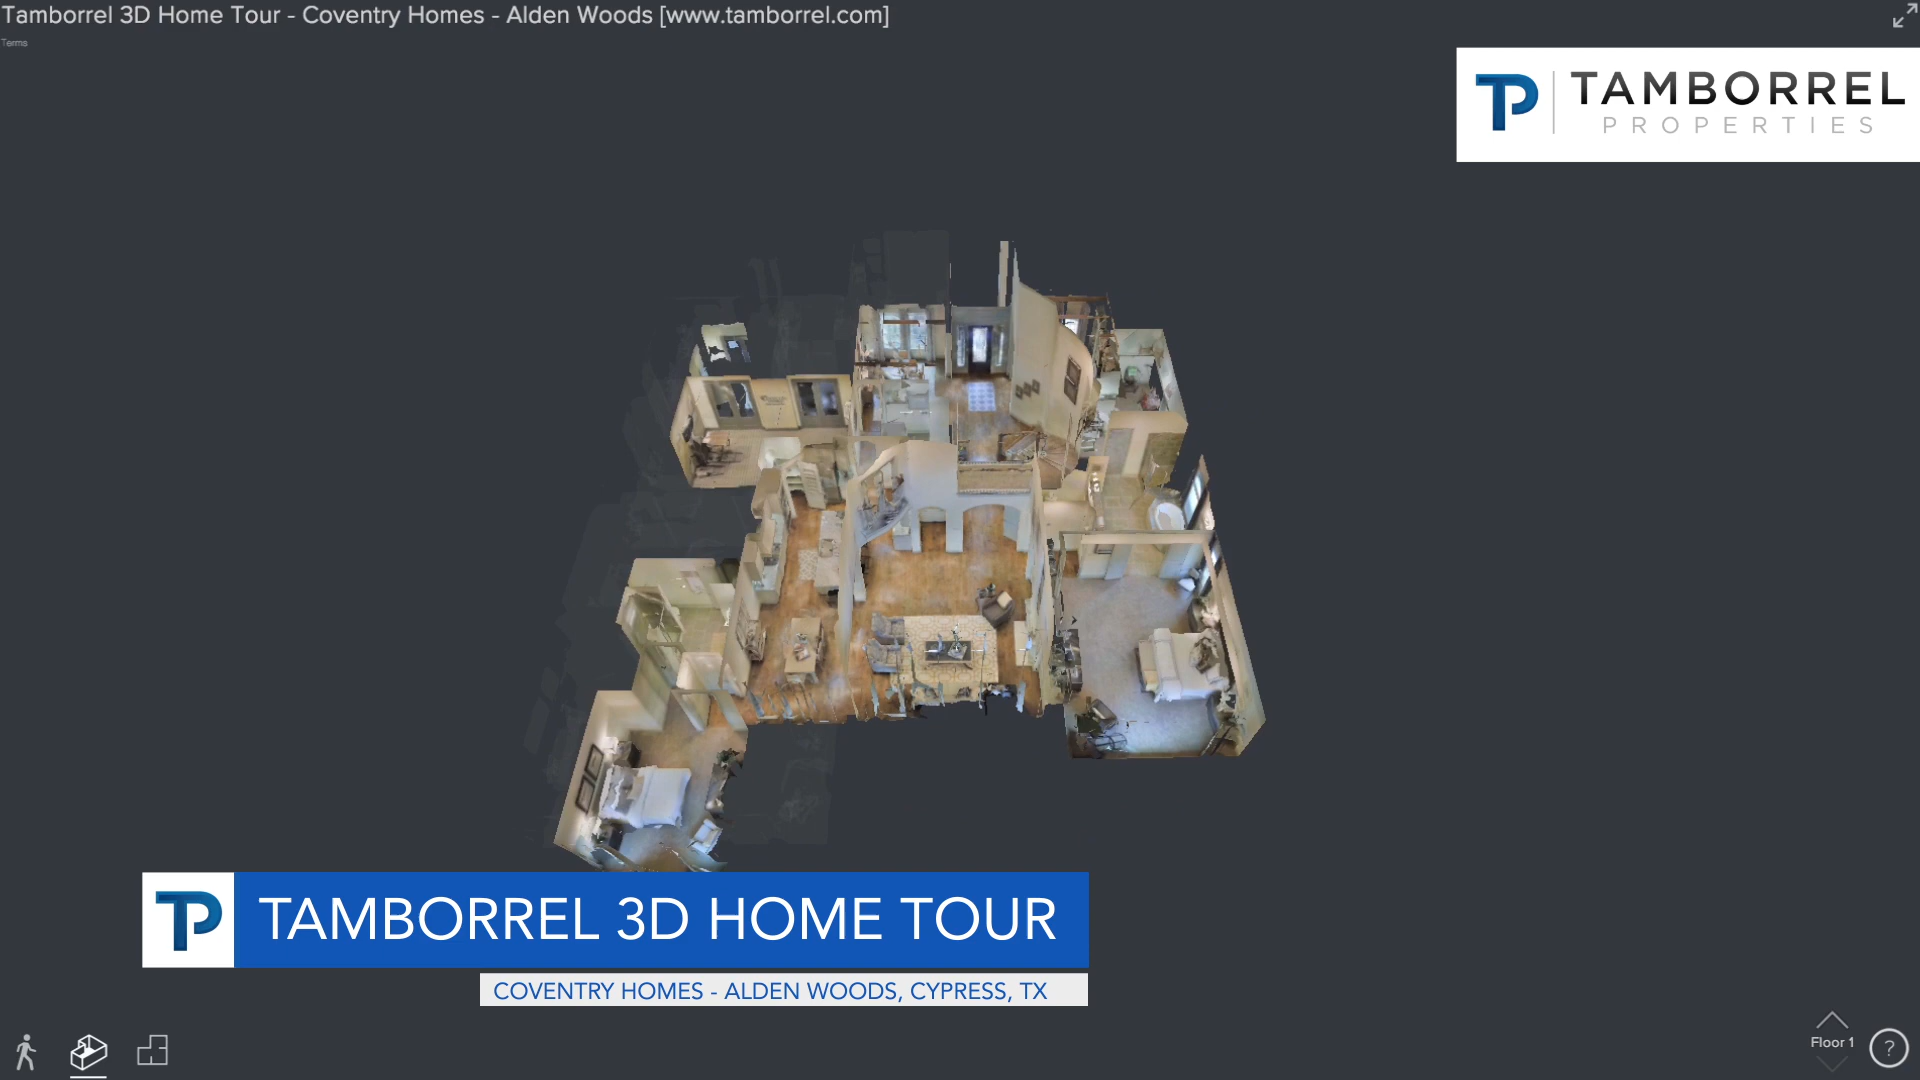 Tamborrel 3D Home Tour - Coventry Homes - Alden Woods [www.tamborrel.com]
Terms
TP TAMBORREL
PROPERTIES
TP TAMBORREL 3D HOME TOUR
COVENTRY HOMES - ALDEN WOODS, CYPRESS, TX
Floor 1
?